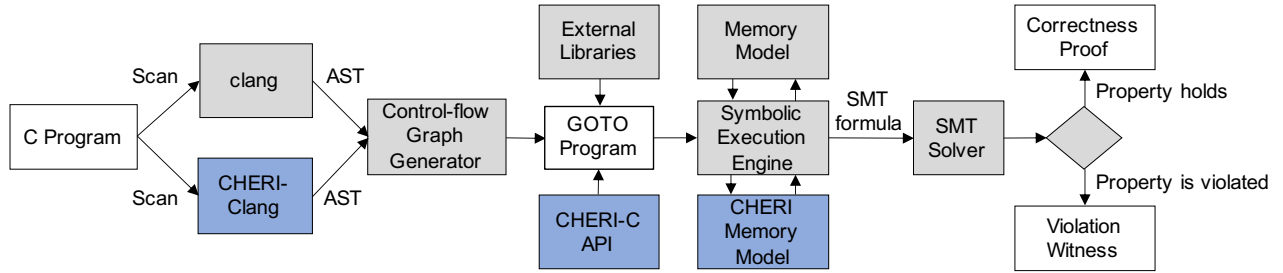 C Program
Scan
Scan
clang
CHERI-
Clang
AST
AST
Control-flow
Graph
Generator
External
Libraries
GOTO
Program
CHERI-C
API
Memory
Model
Symbolic
Execution
Engine
CHERI
Memory
Model
SMT
formula
SMT
Solver
Correctness
Proof
Property holds
Property is violated
Violation
Witness